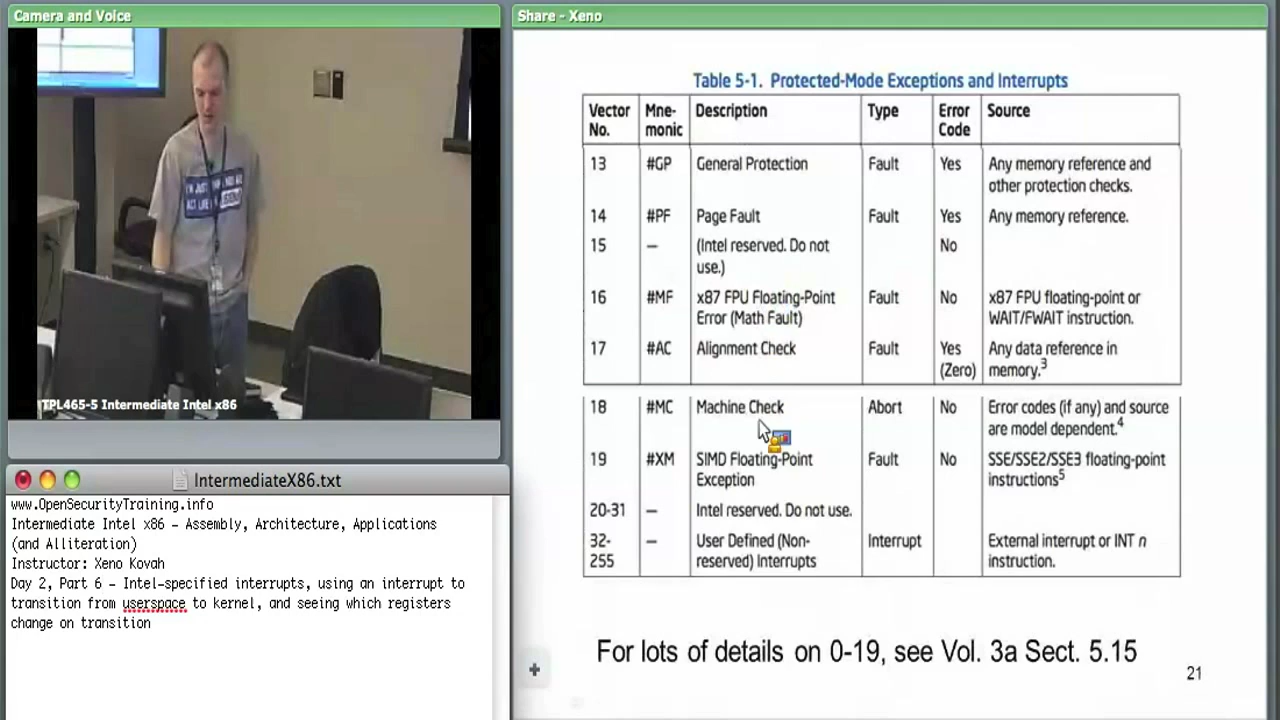 Camera and Voice
TPL465-5 Intermediate Intel x86
IntermediateX86.txt
www.OpenSecurityTraining.info
Intermediate Intel x86 – Assembly, Architecture, Applications
(and Alliteration)
Instructor: Xeno Kovah
Day 2, Part 6 – Intel-specified interrupts, using an interrupt to
transition from userspace to kernel, and seeing which registers
change on transition
Share - Xeno
Table 5-1. Protected-Mode Exceptions and Interrupts
Vector No. Mne-monic Description Type Error Code Source
13 #GP General Protection Fault Yes Any memory reference and
other protection checks.
14 #PF Page Fault Fault Yes Any memory reference.
15 — (Intel reserved. Do not No
use.)
16 #MF x87 FPU Floating-Point Fault No x87 FPU floating-point or
Error (Math Fault) WAIT/FWAIT instruction.
17 #AC Alignment Check Fault Yes Any data reference in
(Zero) memory.3
18 #MC Machine Check Abort No Error codes (if any) and source
are model dependent.4
19 #XM SIMD Floating-Point Fault No SSE/SSE2/SSE3 floating-point
Exception instructions5
20-31 — Intel reserved. Do not use.
32- — User Defined (Non- Interrupt External interrupt or INT n
255 reserved) Interrupts instruction.
For lots of details on 0-19, see Vol. 3a Sect. 5.15
21